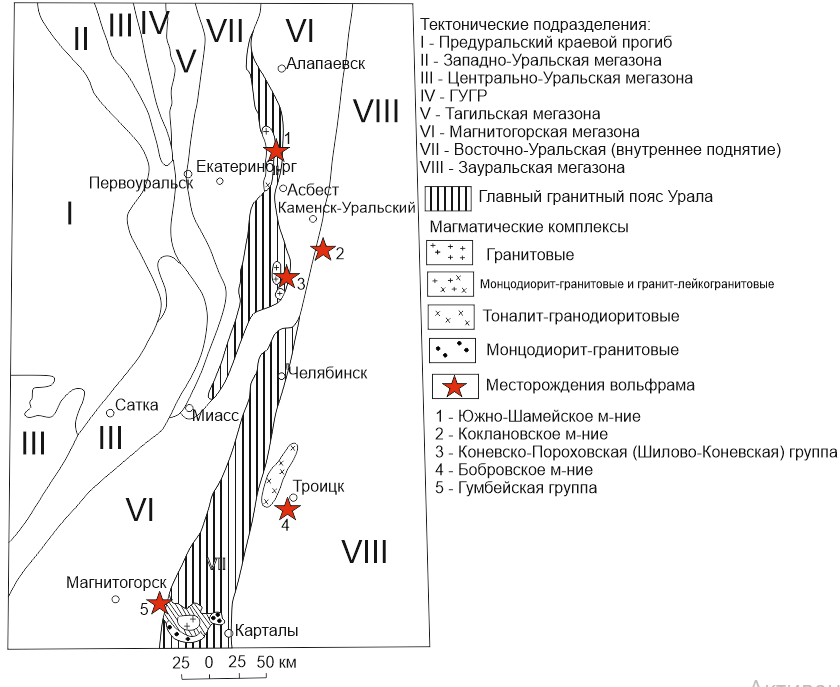 II
III
IV
V
VII
VI
Алапаевск
VIII
1
Екатеринбург
Первоуральск
Асбест
Каменск-Уральский
I
2
3
Челябинск
Сатка
Миасс
III
III
Троицк
4
VI
VIII
VII
Магнитогорск
5
Карталы
25 0 25 50 км
Тектонические подразделения:
I - Предуральский краевой прогиб
II - Западно-Уральская мегазона
III - Центрально-Уральская мегазона
IV - ГУГР
V - Тагильская мегазона
VI - Магнитогорская мегазона
VII - Восточно-Уральская (внутреннее поднятие)
VIII - Зауральская мегазона
Главный гранитный пояс Урала
Магматические комплексы
Гранитовые
Монцодиорит-гранитовые и гранит-лейкогранитовые
Тоналит-гранодиоритовые
Монцодиорит-гранитовые
Месторождения вольфрама
1 - Южно-Шамейское м-ние
2 - Коклановское м-ние
3 - Коневско-Пороховская (Шилово-Коневская) группа
4 - Бобровское м-ние
5 - Гумбейская группа